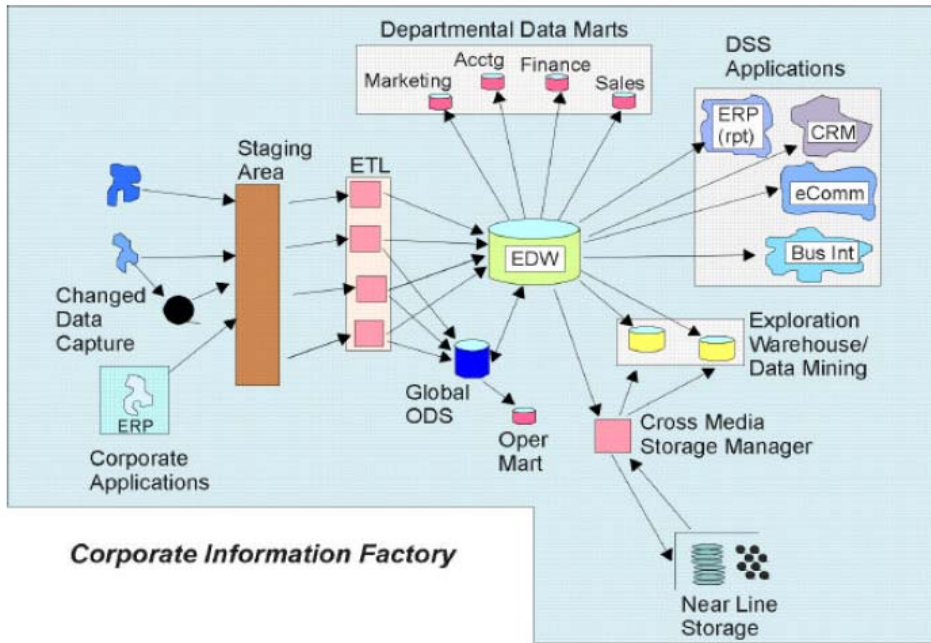 Departmental Data Marts
Marketing
Acctg
Finance
Sales
DSS
Applications
ERP
(rpt)
CRM
eComm
Bus Int
Staging
Area
ETL
EDW
Changed
Data
Capture
ERP
Corporate
Applications
Global
ODS
Oper
Mart
Exploration
Warehouse/
Data Mining
Cross Media
Storage Manager
Near Line
Storage
Corporate Information Factory